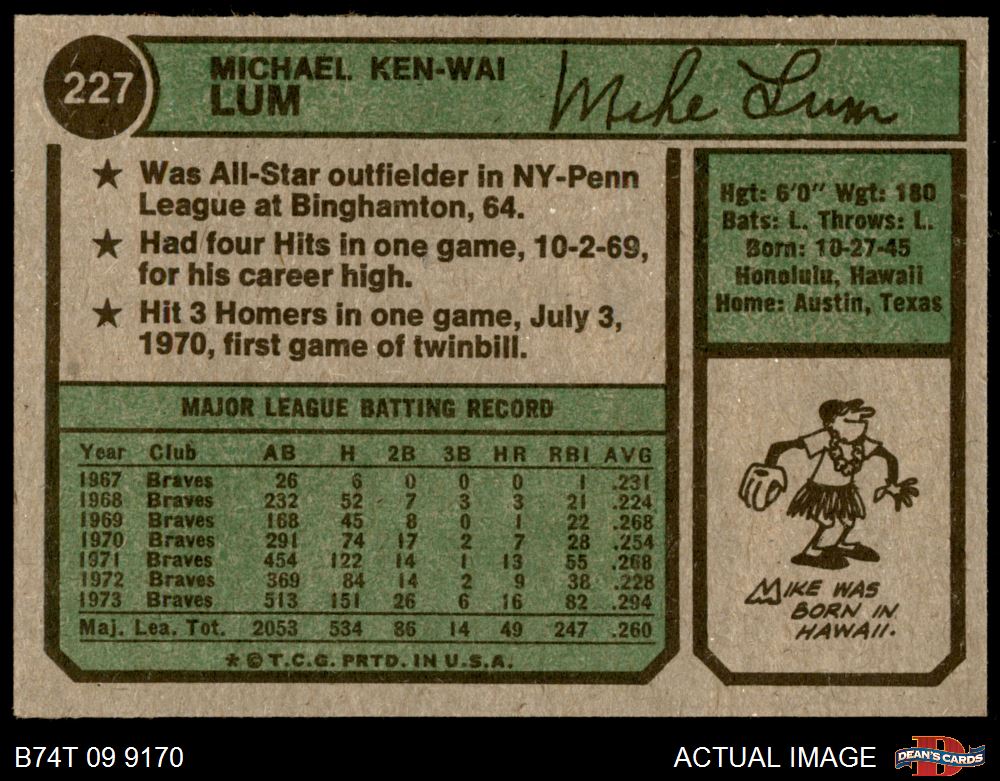 227
MICHAEL KEN-WAI
LUM
Mike Lum
★ Was All-Star outfielder in NY-Penn
League at Binghamton, 64.
★ Had four Hits in one game, 10-2-69,
for his career high.
★ Hit 3 Homers in one game, July 3,
1970, first game of twinbill.
Hgt: 6'0" Wgt: 180
Bats: L. Throws: L.
Born: 10-27-45
Honolulu, Hawaii
Home: Austin, Texas
MAJOR LEAGUE BATTING RECORD
Year Club AB H 2B 3B HR RBI AVG
1967 Braves 26 6 0 0 0 1 .231
1968 Braves 232 52 7 3 3 21 .224
1969 Braves 168 45 8 0 1 22 .268
1970 Braves 291 74 17 2 7 28 .254
1971 Braves 454 122 14 1 13 55 .268
1972 Braves 369 84 14 2 9 38 .228
1973 Braves 513 151 26 6 16 82 .294
Maj. Lea. Tot. 2053 534 86 14 49 247 .260
* © T.C.G. PRTD. IN U.S.A.
MIKE WAS
BORN IN
HAWAII.
B74T 09 9170
ACTUAL IMAGE
D
DEAN'S CARDS